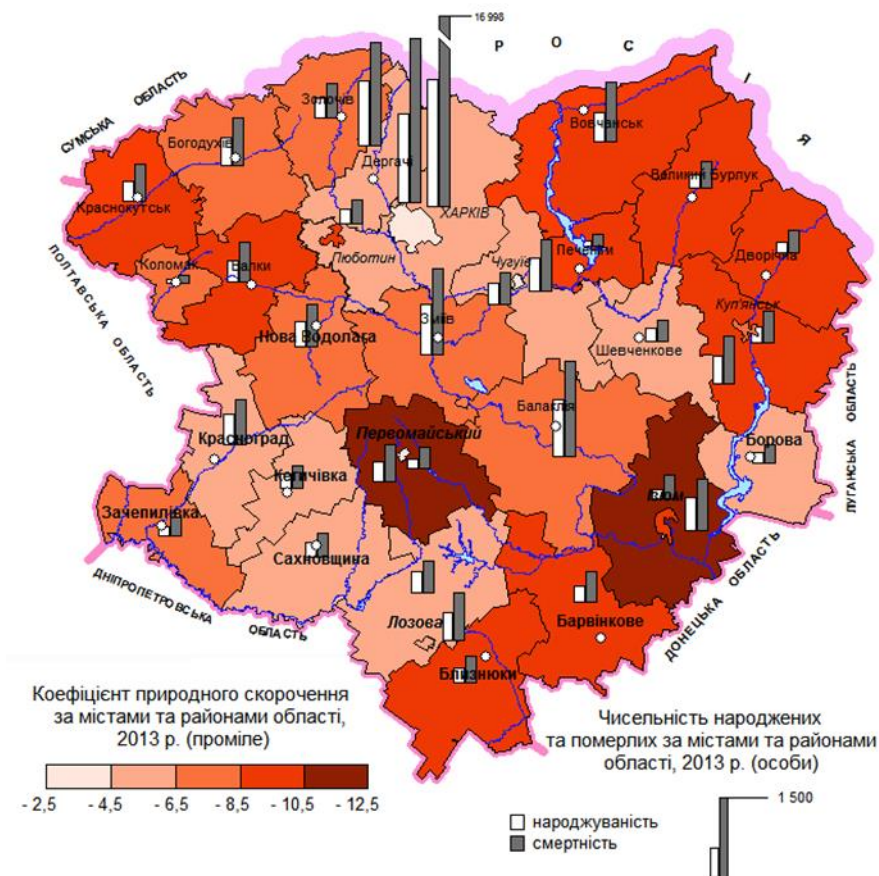 16 998
Р О С І Я
СУМСЬКА ОБЛАСТЬ
Золочів
Богодухів
Вовчанськ
Дергачі
Великий Бурлук
Краснокутськ
ХАРКІВ
ПОЛТАВСЬКА ОБЛАСТЬ
Люботин
Чугуїв
Печеніги
Дворічна
Коломак
Валки
Куп'янськ
Нова Водолага
Зміїв
Шевченкове
ЛУГАНСЬКА ОБЛАСТЬ
Балаклія
Красноград
Первомайський
Борова
Кегичівка
Ізюм
Зачепилівка
Сахновщина
ДНІПРОПЕТРОВСЬКА ОБЛАСТЬ
ДОНЕЦЬКА ОБЛАСТЬ
Лозова
Барвінкове
Близнюки
Коефіцієнт природного скорочення
за містами та районами області,
2013 р. (проміле)
- 2,5 - 4,5 - 6,5 - 8,5 - 10,5 - 12,5
Чисельність народжених
та померлих за містами та районами
області, 2013 р. (особи)
1 500
народжуваність
смертність